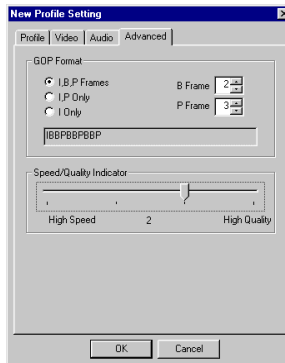 New Profile Setting
Profile Video Audio Advanced
GOP Format
I,B,P Frames
I,P Only
I Only
B Frame 2
P Frame 3
IBBPBBPBBP
Speed/Quality Indicator
High Speed 2 High Quality
OK Cancel